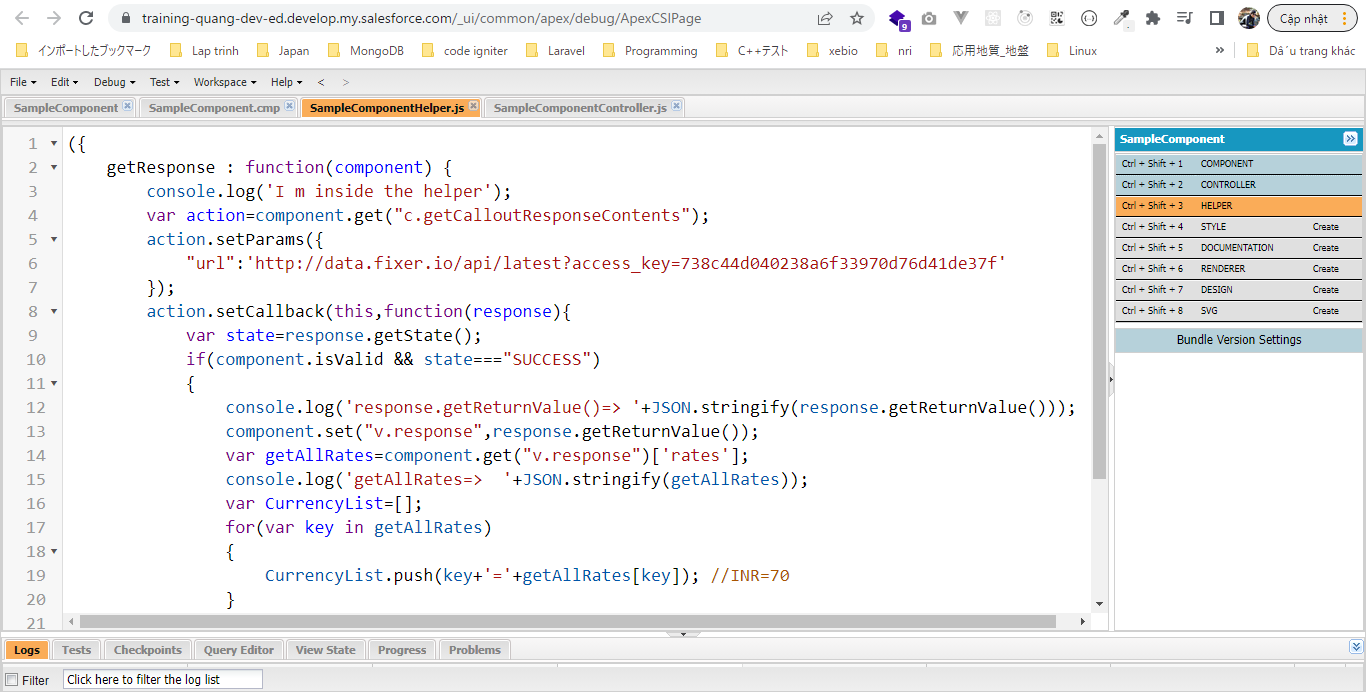 training-quang-dev-ed.develop.my.salesforce.com/_ui/common/apex/debug/ApexCSIPage
9
Cập nhật
インポートしたブックマーク Lap trinh Japan MongoDB code igniter Laravel Programming C++テスト xebio nri 応用地質_地盤 Linux » Dấu trang khác
File Edit Debug Test Workspace Help < >
SampleComponent SampleComponent.cmp SampleComponentHelper.js SampleComponentController.js
1 ({
2 getResponse : function(component) {
3 console.log('I m inside the helper');
4 var action=component.get("c.getCalloutResponseContents");
5 action.setParams({
6 "url":'http://data.fixer.io/api/latest?access_key=738c44d040238a6f33970d76d41de37f'
7 });
8 action.setCallback(this,function(response){
9 var state=response.getState();
10 if(component.isValid && state==="SUCCESS")
11 {
12 console.log('response.getReturnValue()=> '+JSON.stringify(response.getReturnValue()));
13 component.set("v.response",response.getReturnValue());
14 var getAllRates=component.get("v.response")['rates'];
15 console.log('getAllRates=>  '+JSON.stringify(getAllRates));
16 var CurrencyList=[];
17 for(var key in getAllRates)
18 {
19 CurrencyList.push(key+'='+getAllRates[key]); //INR=70
20 }
21
SampleComponent
Ctrl + Shift + 1 COMPONENT
Ctrl + Shift + 2 CONTROLLER
Ctrl + Shift + 3 HELPER
Ctrl + Shift + 4 STYLE Create
Ctrl + Shift + 5 DOCUMENTATION Create
Ctrl + Shift + 6 RENDERER Create
Ctrl + Shift + 7 DESIGN Create
Ctrl + Shift + 8 SVG Create
Bundle Version Settings
Logs Tests Checkpoints Query Editor View State Progress Problems
Filter Click here to filter the log list